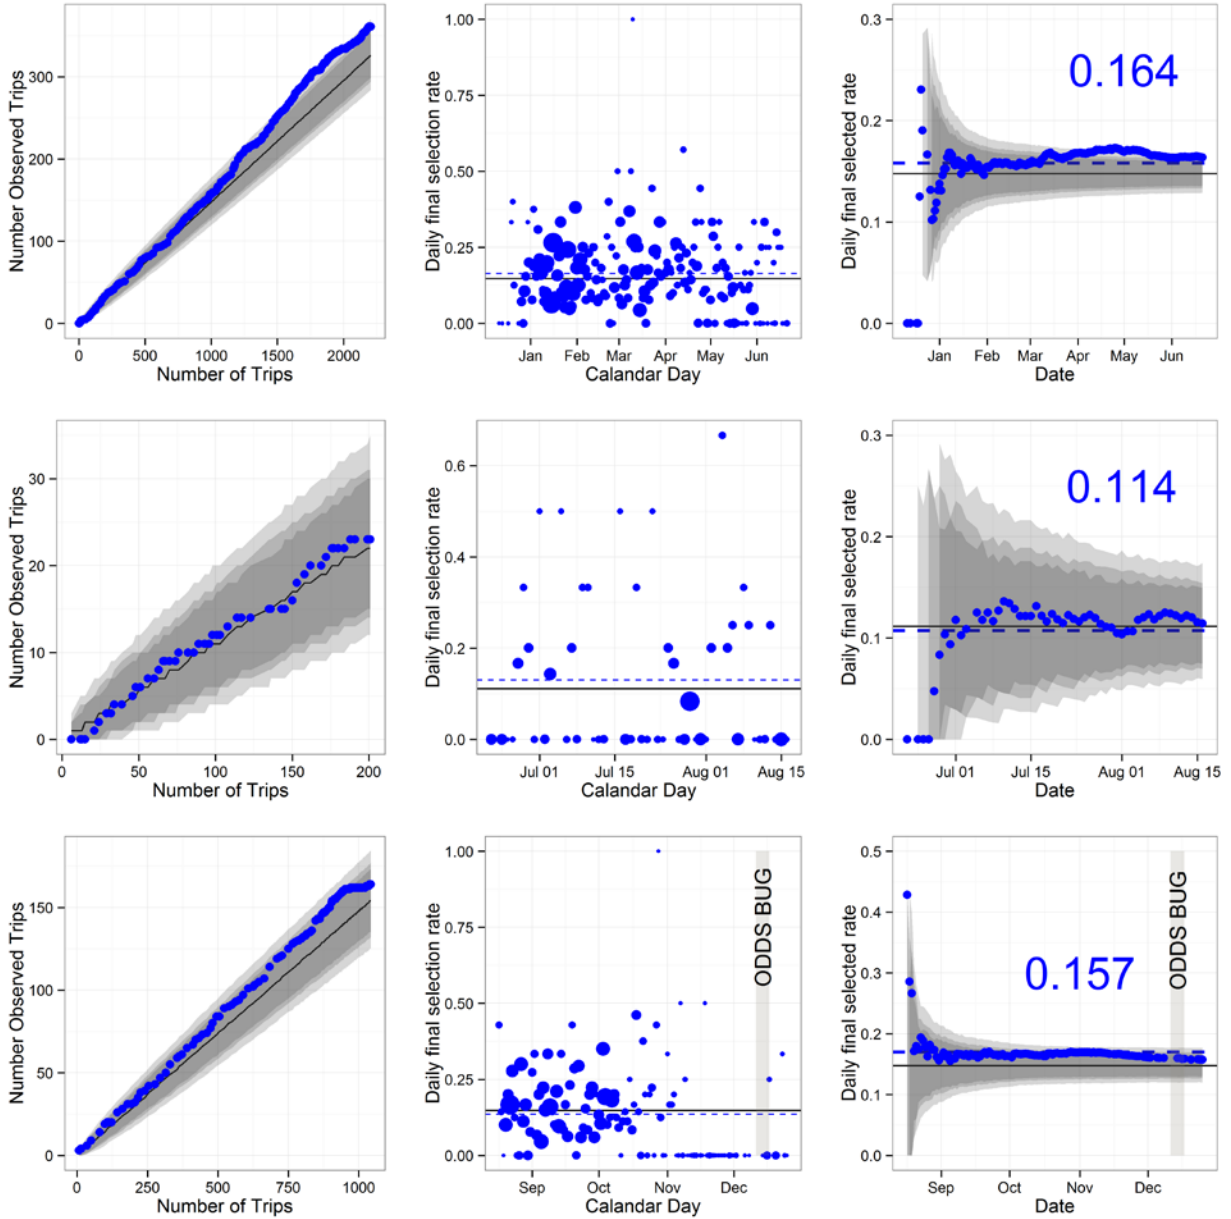 Number Observed Trips
300
200
100
0
0
500
1000
1500
2000
Number of Trips
Daily final selection rate
1.00
0.75
0.50
0.25
0.00
Jan
Feb
Mar
Apr
May
Jun
Calandar Day
Daily final selected rate
0.3
0.2
0.1
0.0
0.164
Jan
Feb
Mar
Apr
May
Jun
Date
Number Observed Trips
30
20
10
0
0
50
100
150
200
Number of Trips
Daily final selection rate
0.6
0.4
0.2
0.0
Jul 01
Jul 15
Aug 01
Aug 15
Calandar Day
Daily final selected rate
0.3
0.2
0.1
0.0
0.114
Jul 01
Jul 15
Aug 01
Aug 15
Date
Number Observed Trips
150
100
50
0
0
250
500
750
1000
Number of Trips
Daily final selection rate
1.00
0.75
0.50
0.25
0.00
ODDS BUG
Sep
Oct
Nov
Dec
Calandar Day
Daily final selected rate
0.5
0.4
0.3
0.2
0.1
0.0
0.157
ODDS BUG
Sep
Oct
Nov
Dec
Date